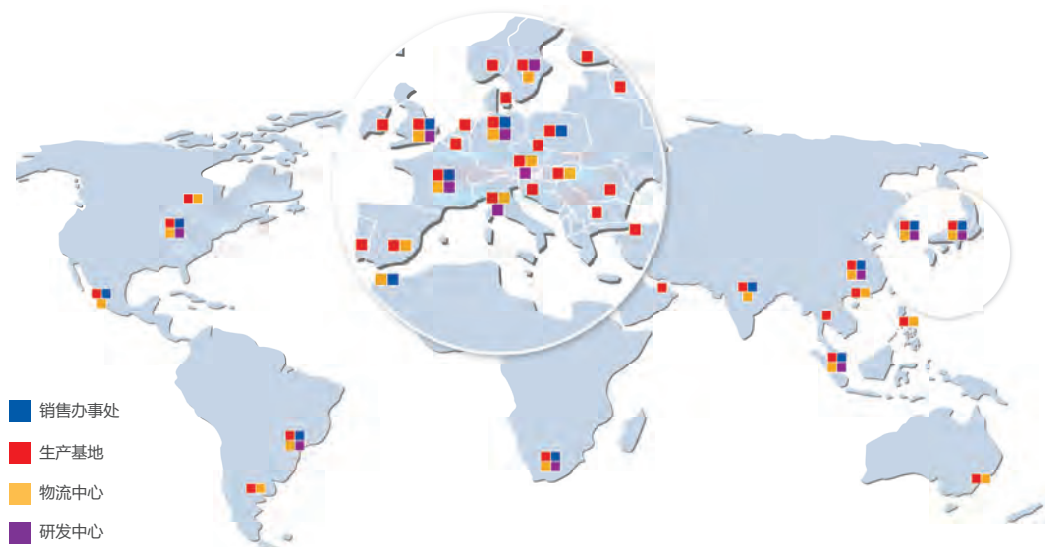 销售办事处
生产基地
物流中心
研发中心